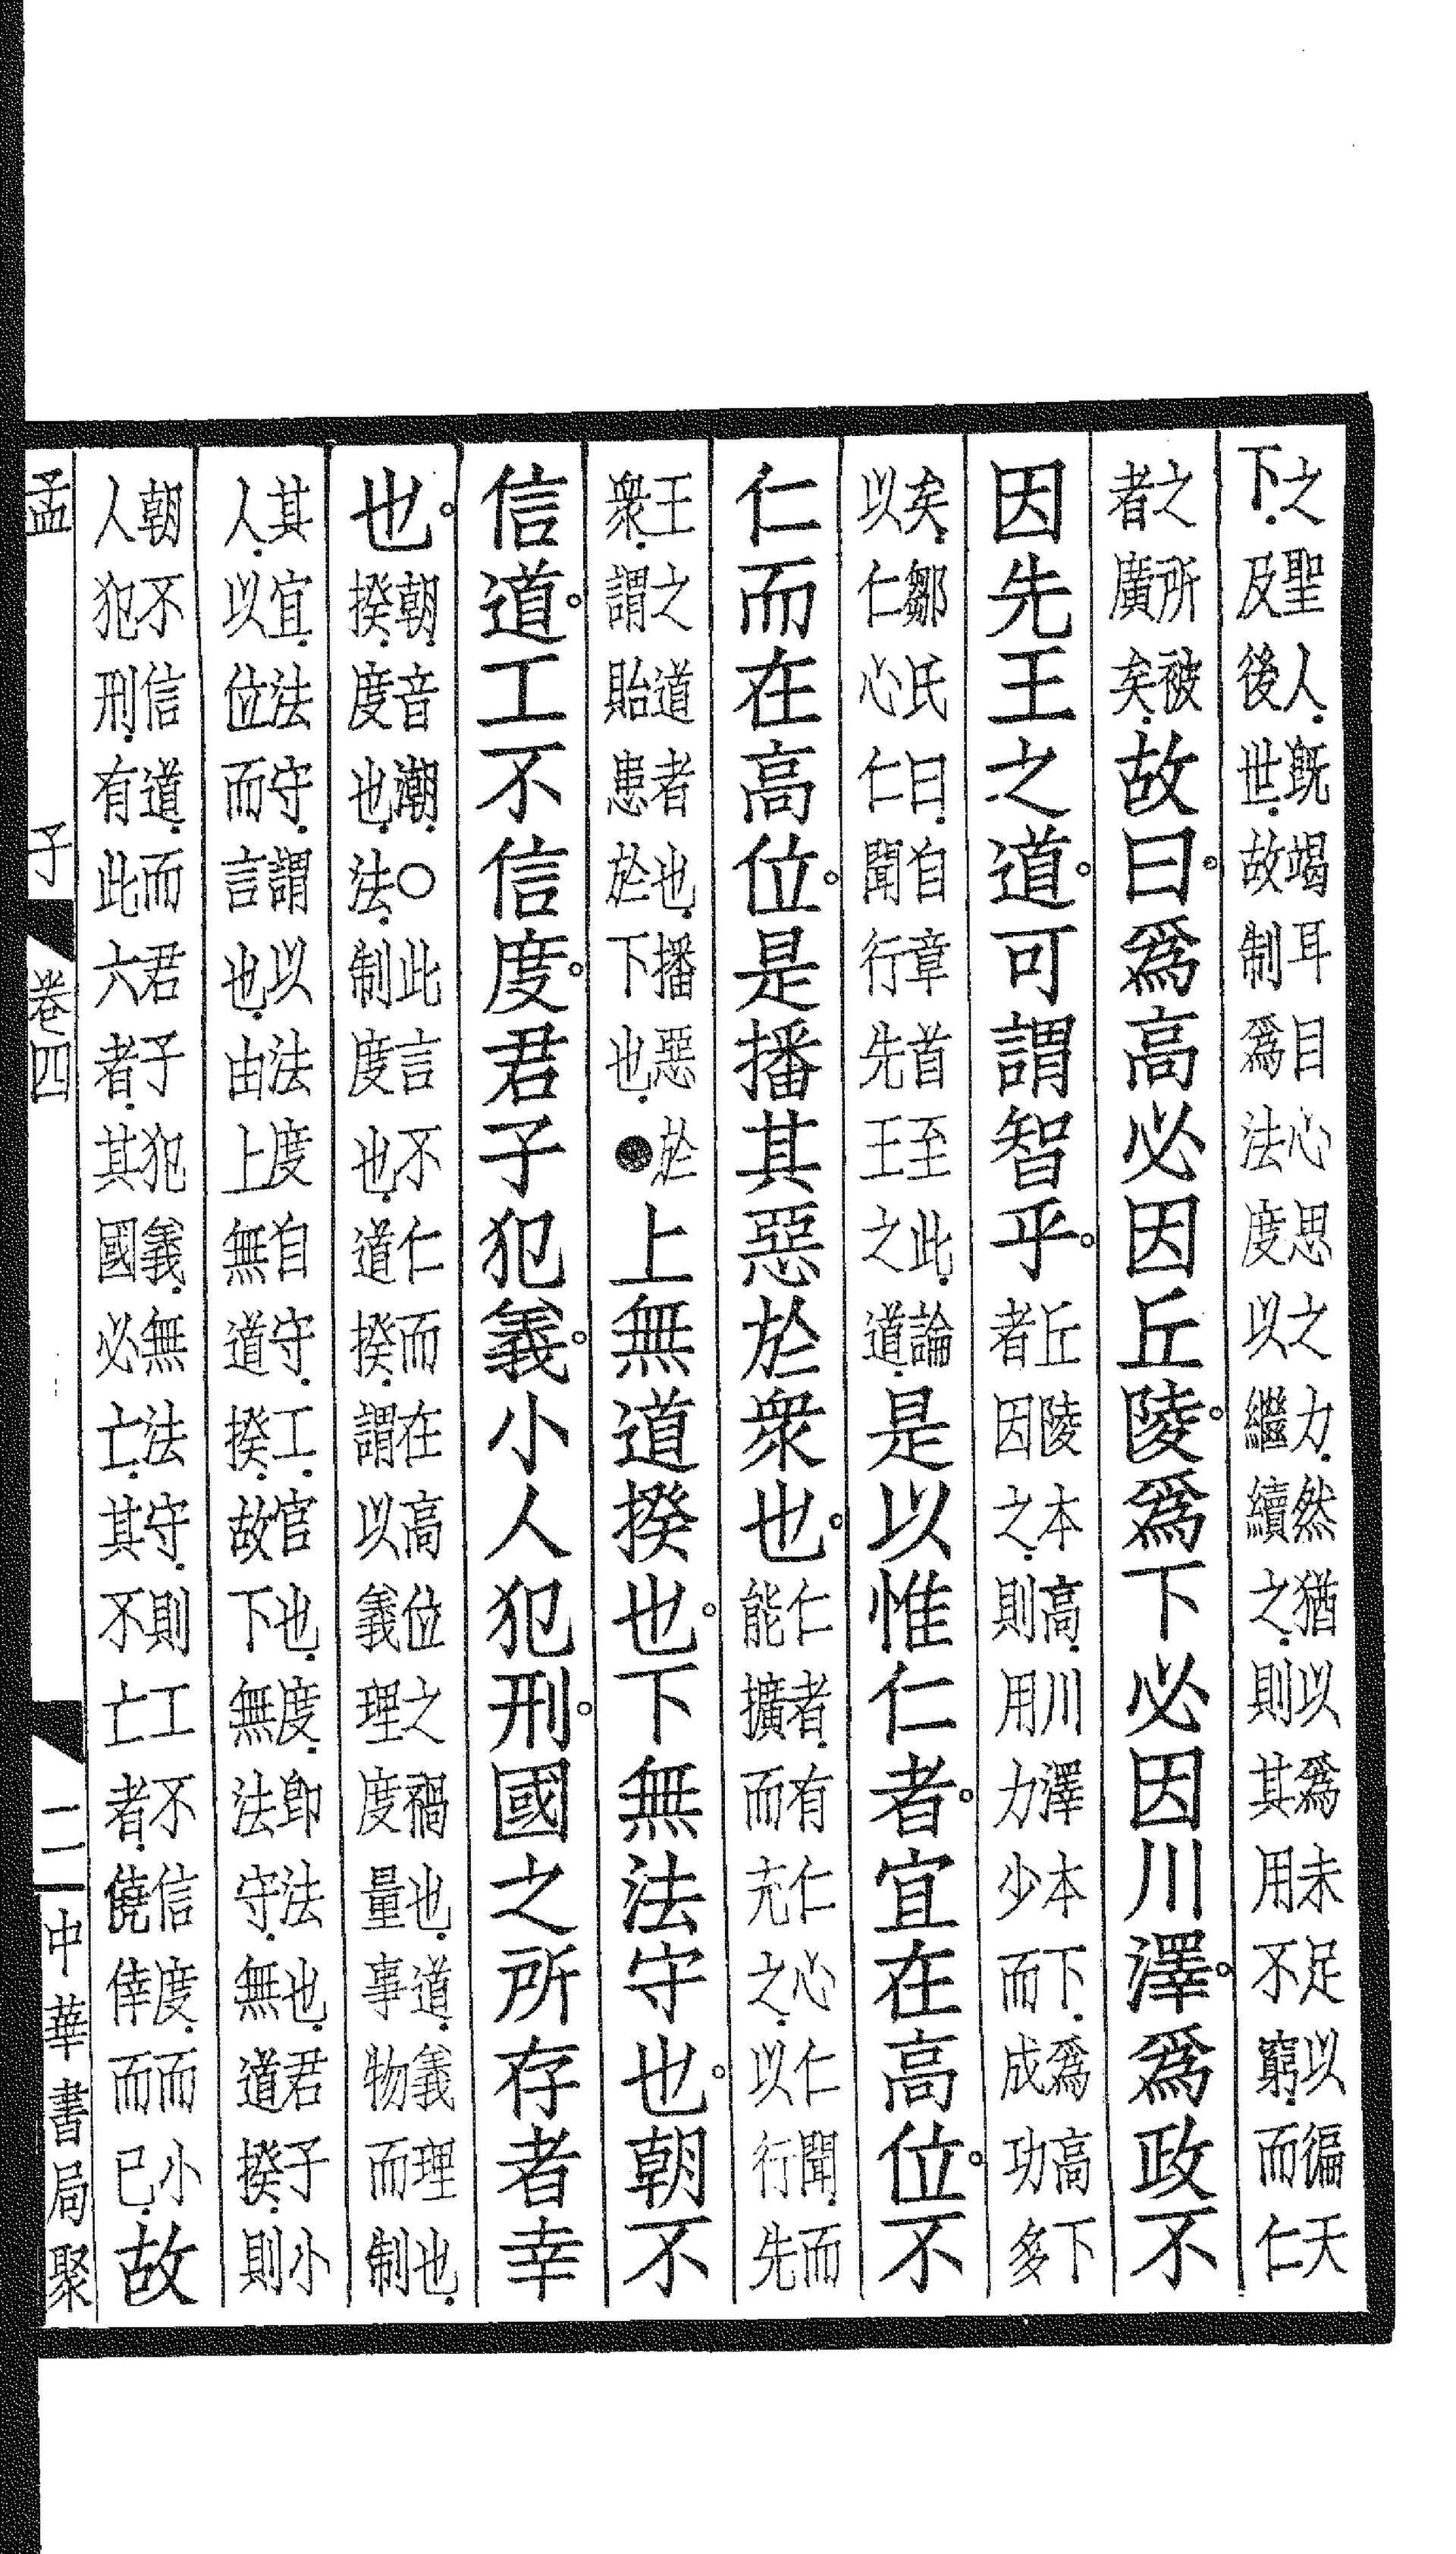 之聖人。既竭耳目心思之力。然猶以爲未足以徧天
下。及後世。故制爲法度以繼續之。則其用不窮。而仁
之所被
者廣矣。
故曰。爲高必因丘陵。爲下必因川澤。爲政不
因先王之道。可謂智乎。
丘陵本高。川澤本下。爲高下
者因之。則用力少而成功多
矣。鄒氏曰。自章首至此。論
以仁心仁聞行先王之道。
是以惟仁者。宜在高位。不
仁而在高位。是播其惡於衆也。
仁者。有仁心仁聞。而
能擴而充之。以行先
王之道者也。播惡於
衆。謂貽患於下也。●
上無道揆也。下無法守也。朝不
信道。工不信度。君子犯義。小人犯刑。國之所存者幸
也。
朝。音潮。○此言不仁而在高位之禍也。道。義理也。
揆。度也。法。制度也。道揆。謂以義理度量事物而制
其宜。法守。謂以法度自守。工。官也。度。即法也。君子小
人。以位而言也。由上無道揆。故下無法守。無道揆。則
朝不信道。而君子犯義。無法守。則工不信度。而小
人犯刑。有此六者。其國必亡。其不亡者。僥倖而已。
故
孟子
卷四
二
中華書局聚